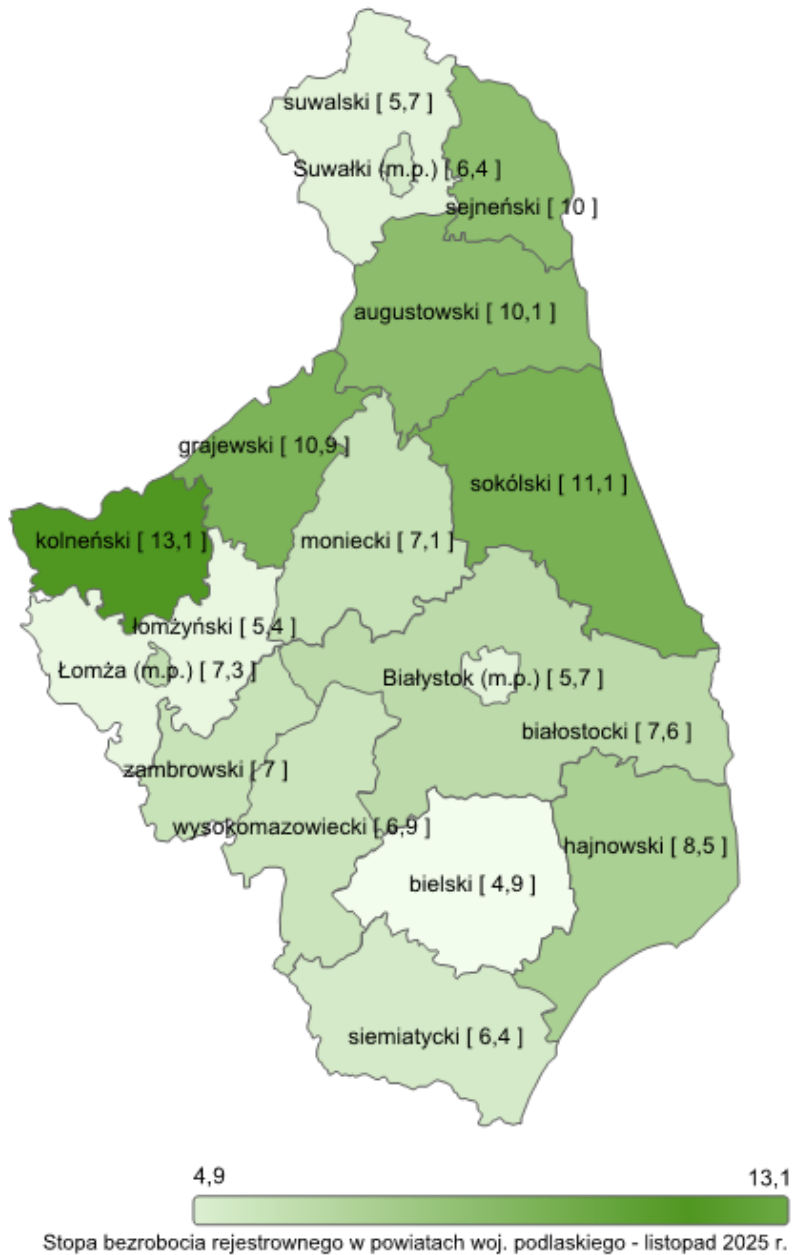 suwalski [ 5,7 ]
Suwałki (m.p.) [ 6,4 ]
sejneński [ 10 ]
augustowski [ 10,1 ]
grajewski [ 10,9 ]
sokólski [ 11,1 ]
kolneński [ 13,1 ]
moniecki [ 7,1 ]
łomżyński [ 5,4 ]
Łomża (m.p.) [ 7,3 ]
Białystok (m.p.) [ 5,7 ]
białostocki [ 7,6 ]
zambrowski [ 7 ]
wysokomazowiecki [ 6,9 ]
hajnowski [ 8,5 ]
bielski [ 4,9 ]
siemiatycki [ 6,4 ]
4,9 13,1
Stopa bezrobocia rejestrownego w powiatach woj. podlaskiego - listopad 2025 r.